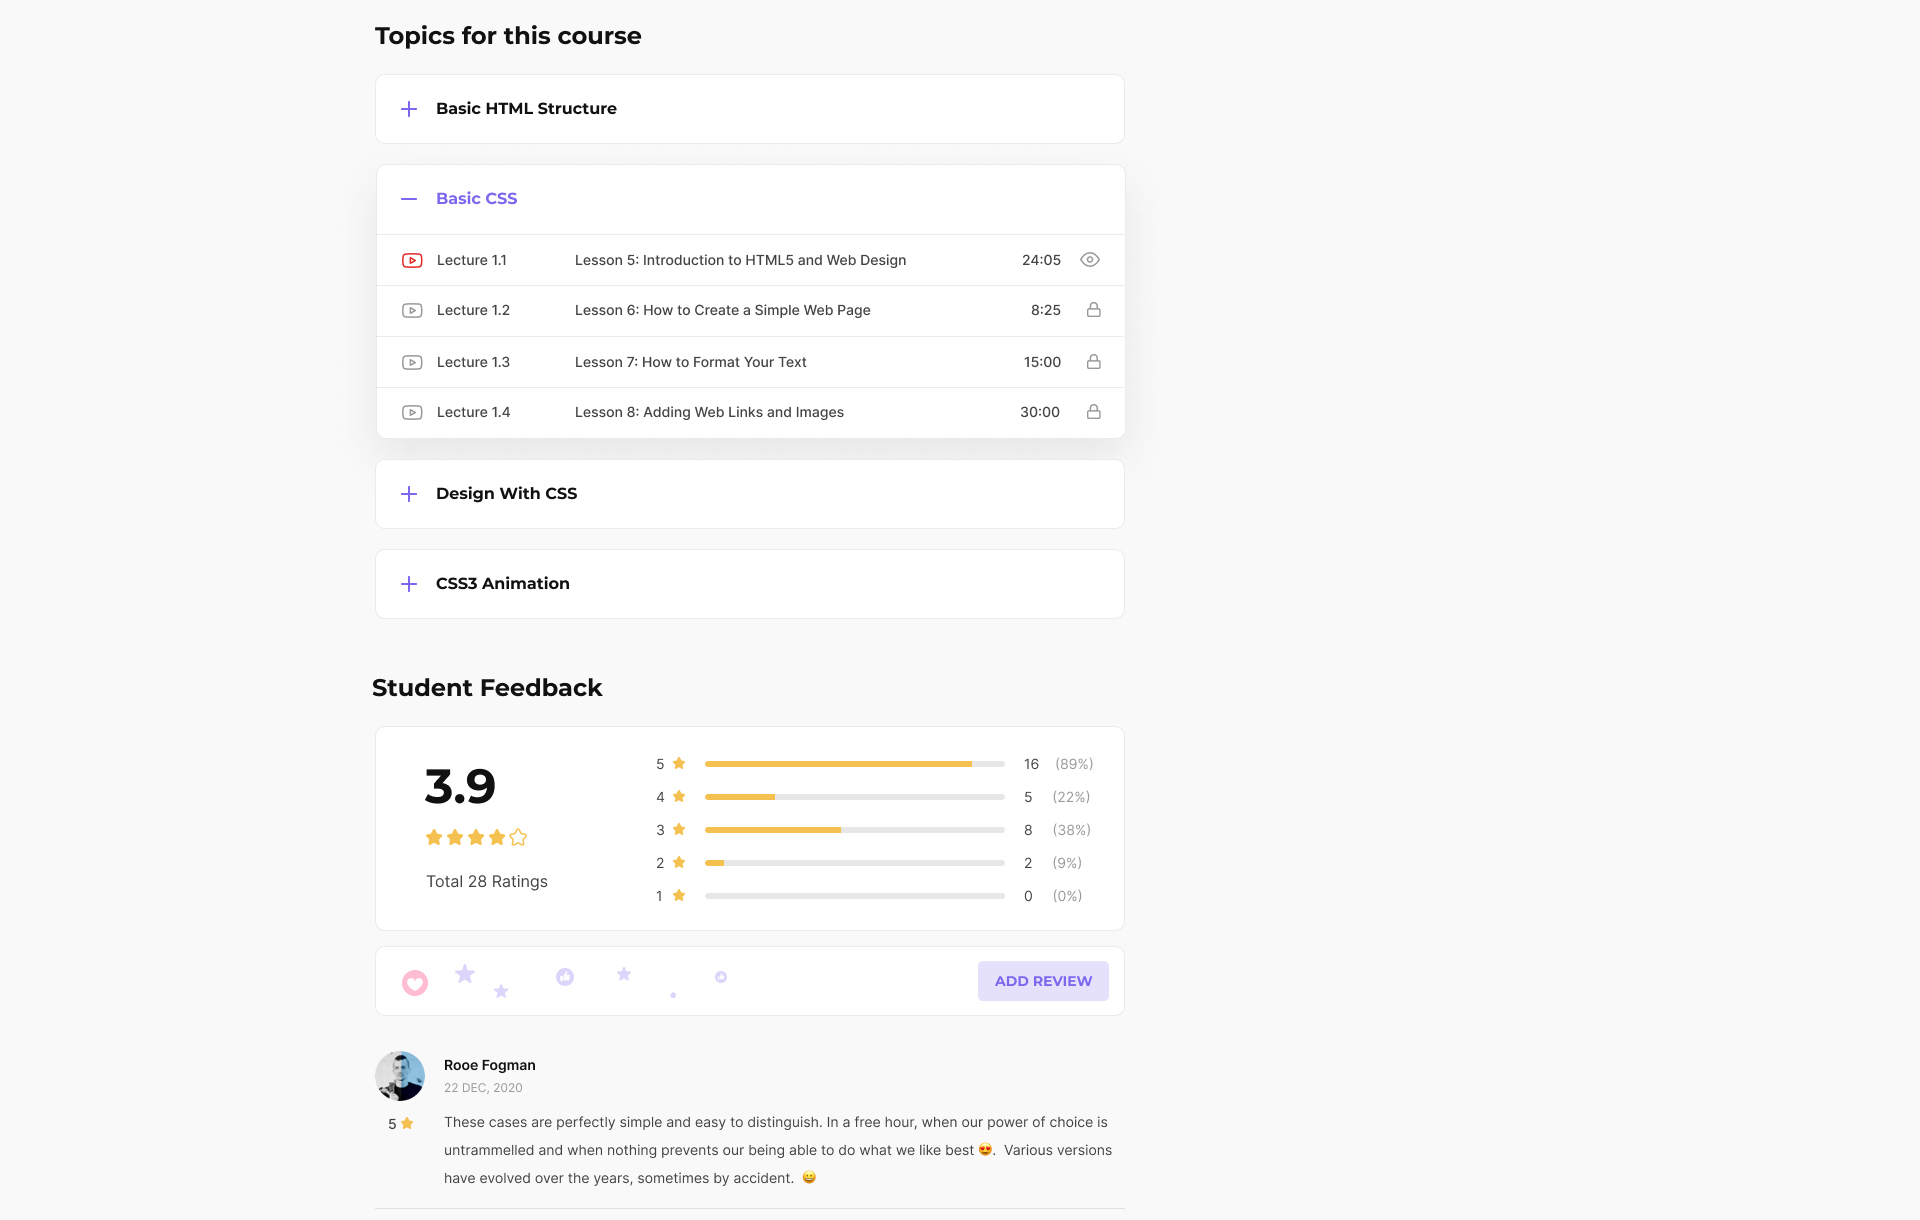 Topics for this course
Basic HTML Structure
Basic CSS
Lecture 1.1 Lesson 5: Introduction to HTML5 and Web Design 24:05
Lecture 1.2 Lesson 6: How to Create a Simple Web Page 8:25
Lecture 1.3 Lesson 7: How to Format Your Text 15:00
Lecture 1.4 Lesson 8: Adding Web Links and Images 30:00
Design With CSS
CSS3 Animation
Student Feedback
3.9
Total 28 Ratings
5 16 (89%)
4 5 (22%)
3 8 (38%)
2 2 (9%)
1 0 (0%)
ADD REVIEW
Rooe Fogman
22 DEC, 2020
5
These cases are perfectly simple and easy to distinguish. In a free hour, when our power of choice is
untrammelled and when nothing prevents our being able to do what we like best 😍. Various versions
have evolved over the years, sometimes by accident. 😀